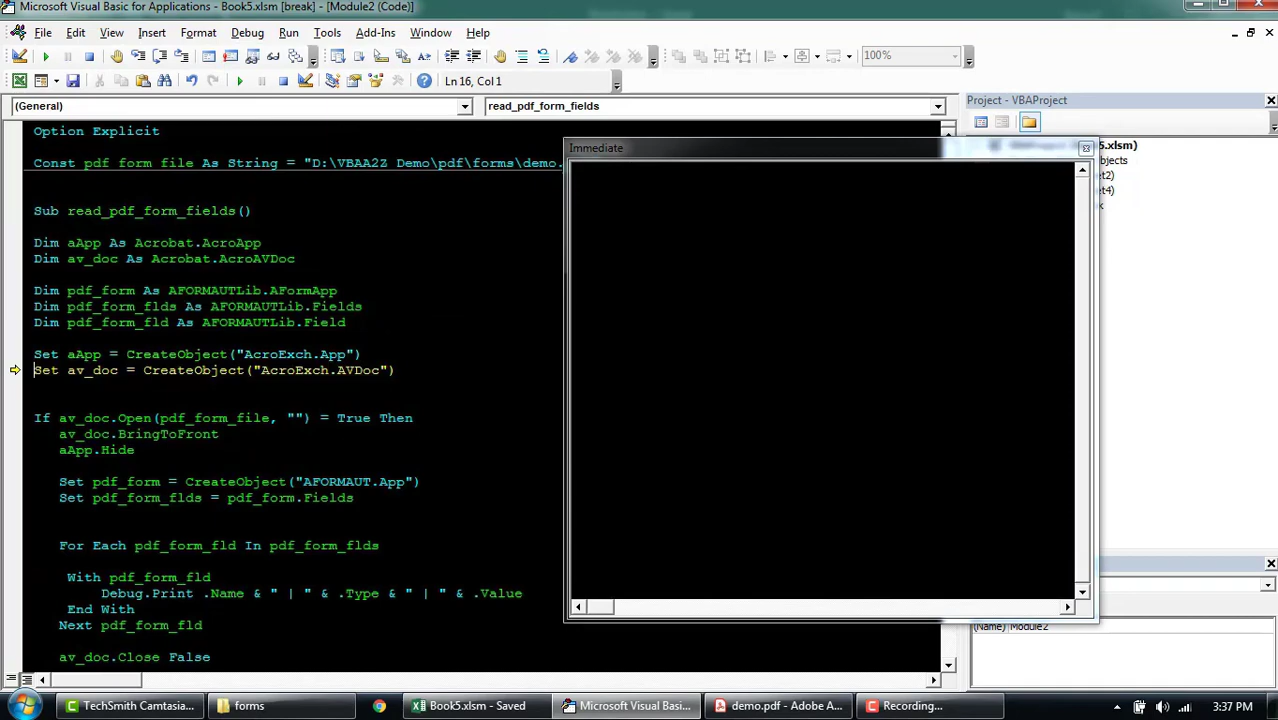 Microsoft Visual Basic for Applications - Book5.xlsm [break] - [Module2 (Code)]
File Edit View Insert Format Debug Run Tools Add-Ins Window Help
100%
Ln 16, Col 1
(General) read_pdf_form_fields
Project - VBAProject
Option Explicit
Immediate
5.xlsm)
Const pdf_form_file As String = "D:\VBAA2Z Demo\pdf\forms\demo.
bjects
et2)
et4)
k
Sub read_pdf_form_fields()
Dim aApp As Acrobat.AcroApp
Dim av_doc As Acrobat.AcroAVDoc
Dim pdf_form As AFORMAUTLib.AFormApp
Dim pdf_form_flds As AFORMAUTLib.Fields
Dim pdf_form_fld As AFORMAUTLib.Field
Set aApp = CreateObject("AcroExch.App")
Set av_doc = CreateObject("AcroExch.AVDoc")
If av_doc.Open(pdf_form_file, "") = True Then
av_doc.BringToFront
aApp.Hide
Set pdf_form = CreateObject("AFORMAUT.App")
Set pdf_form_flds = pdf_form.Fields
For Each pdf_form_fld In pdf_form_flds
With pdf_form_fld
Debug.Print .Name & " | " & .Type & " | " & .Value
End With
Next pdf_form_fld
av_doc.Close False
(Name) Module2
TechSmith Camtasia... forms Book5.xlsm - Saved Microsoft Visual Basi... demo.pdf - Adobe A... Recording... 3:37 PM